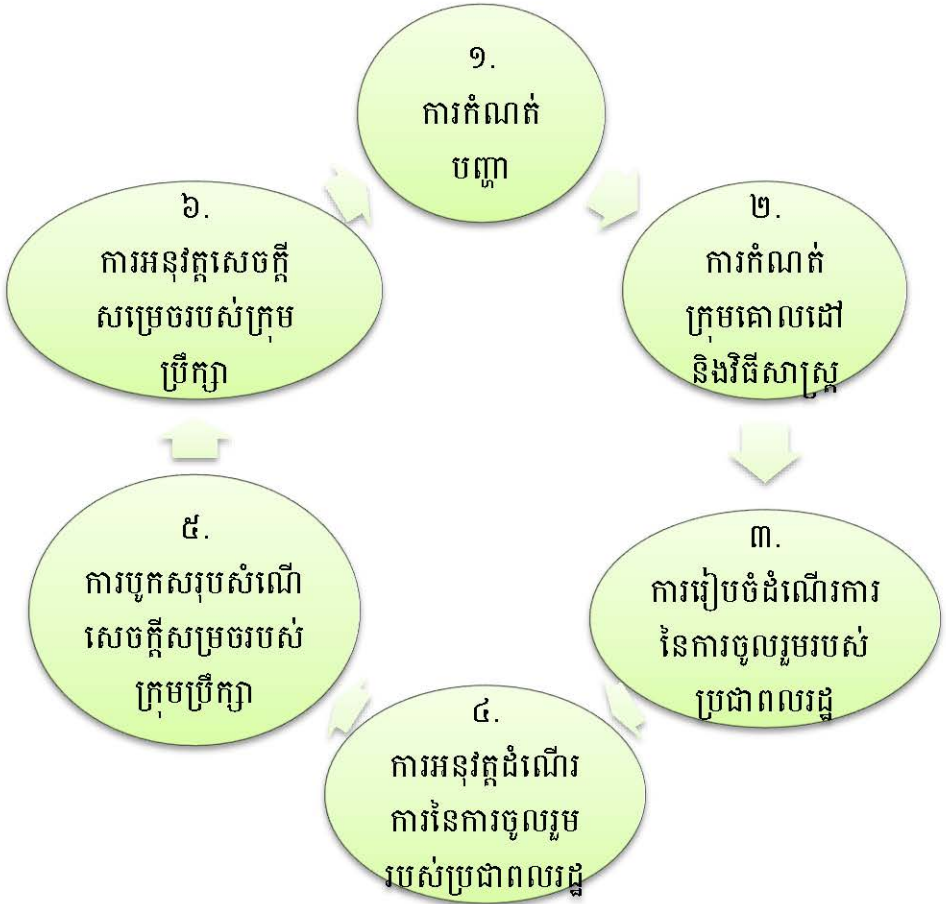 ១.
ការកំណត់
បញ្ហា
២.
ការកំណត់
ក្រុមគោលដៅ
និងវិធីសាស្ត្រ
៣.
ការរៀបចំដំណើរការ
នៃការចូលរួមរបស់
ប្រជាពលរដ្ឋ
៤.
ការអនុវត្តដំណើរ
ការនៃការចូលរួម
របស់ប្រជាពលរដ្ឋ
៥.
ការបូកសរុបសំណើ
សេចក្តីសម្រចរបស់
ក្រុមប្រឹក្សា
៦.
ការអនុវត្តសេចក្តី
សម្រេចរបស់ក្រុម
ប្រឹក្សា